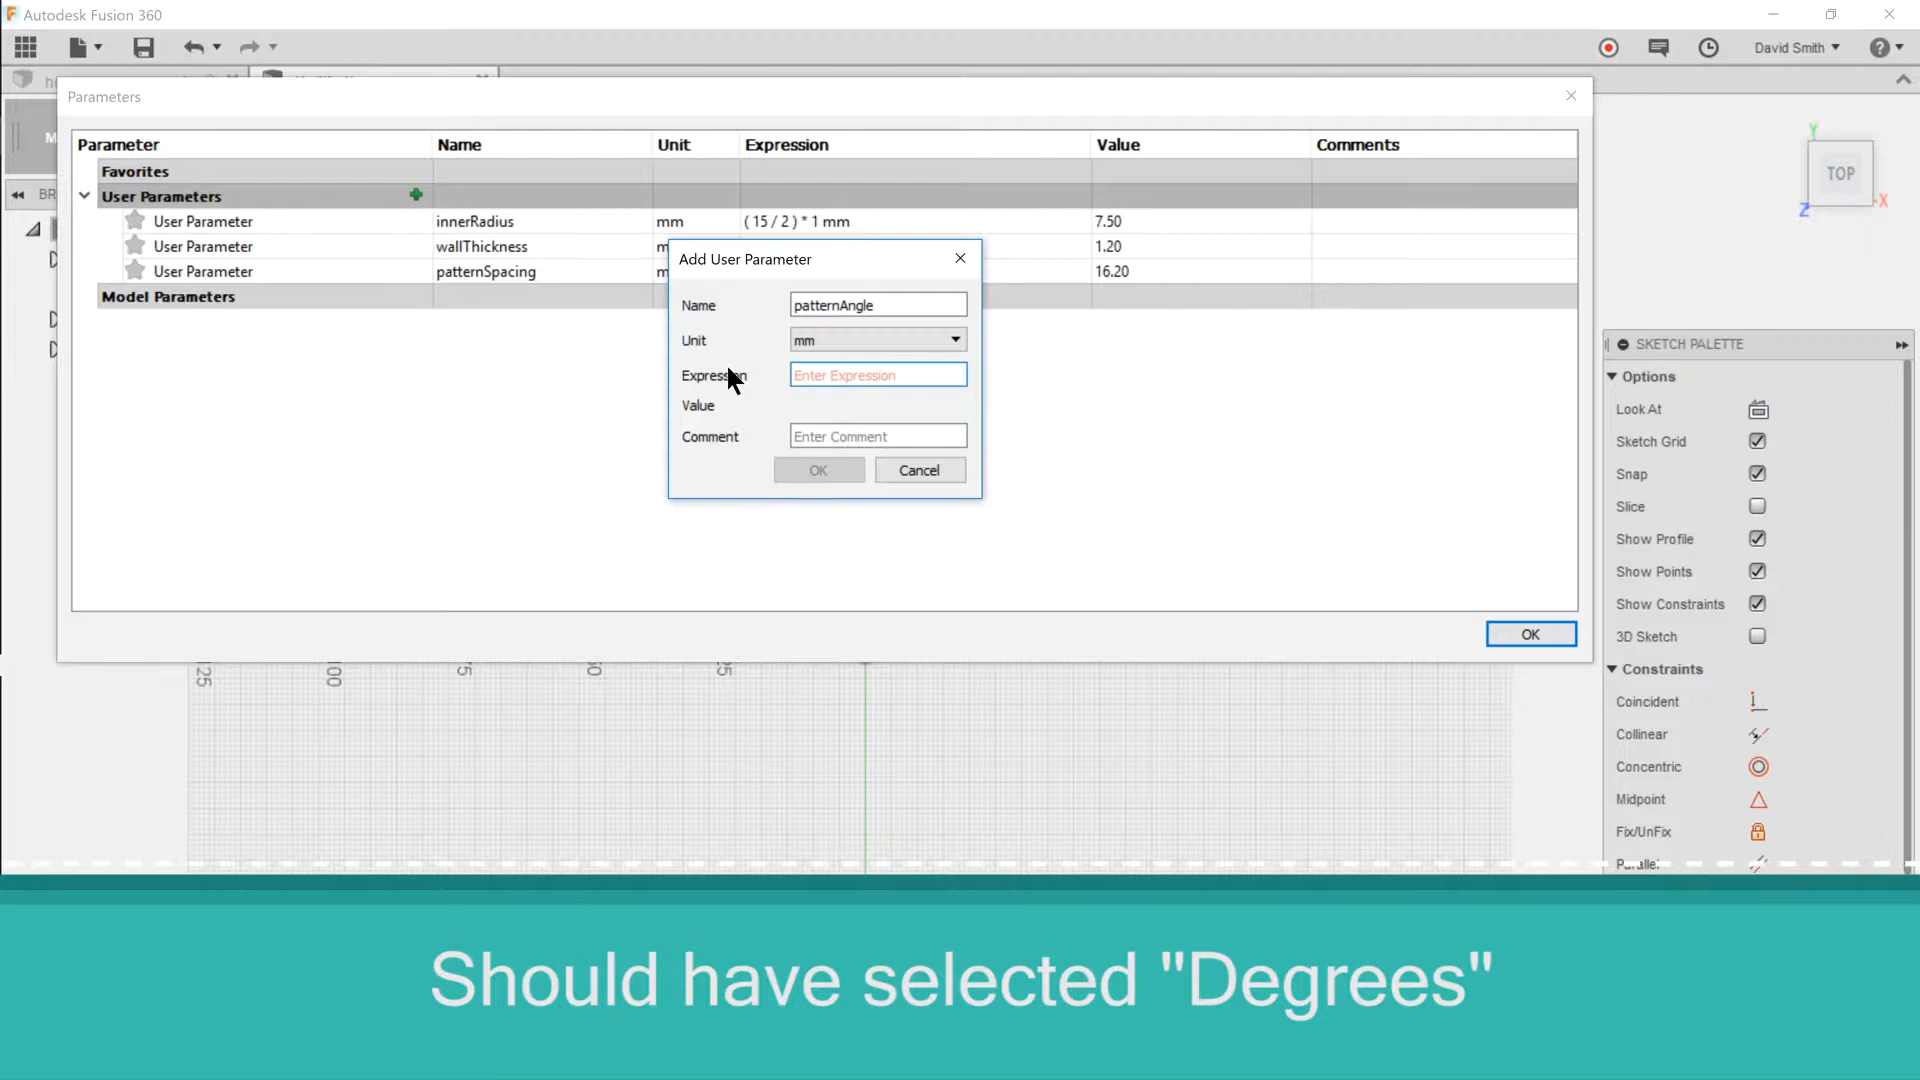 Autodesk Fusion 360
David Smith
Parameters
Parameter Name Unit Expression Value Comments
Favorites
User Parameters
User Parameter innerRadius mm ( 15 / 2 ) * 1 mm 7.50
User Parameter wallThickness 1.20
User Parameter patternSpacing 16.20
Model Parameters
Add User Parameter
Name patternAngle
Unit mm
Expression Enter Expression
Value
Comment Enter Comment
OK Cancel
OK
Y
TOP
X
Z
SKETCH PALETTE
Options
Look At
Sketch Grid
Snap
Slice
Show Profile
Show Points
Show Constraints
3D Sketch
Constraints
Coincident
Collinear
Concentric
Midpoint
Fix/UnFix
Parallel
Should have selected "Degrees"